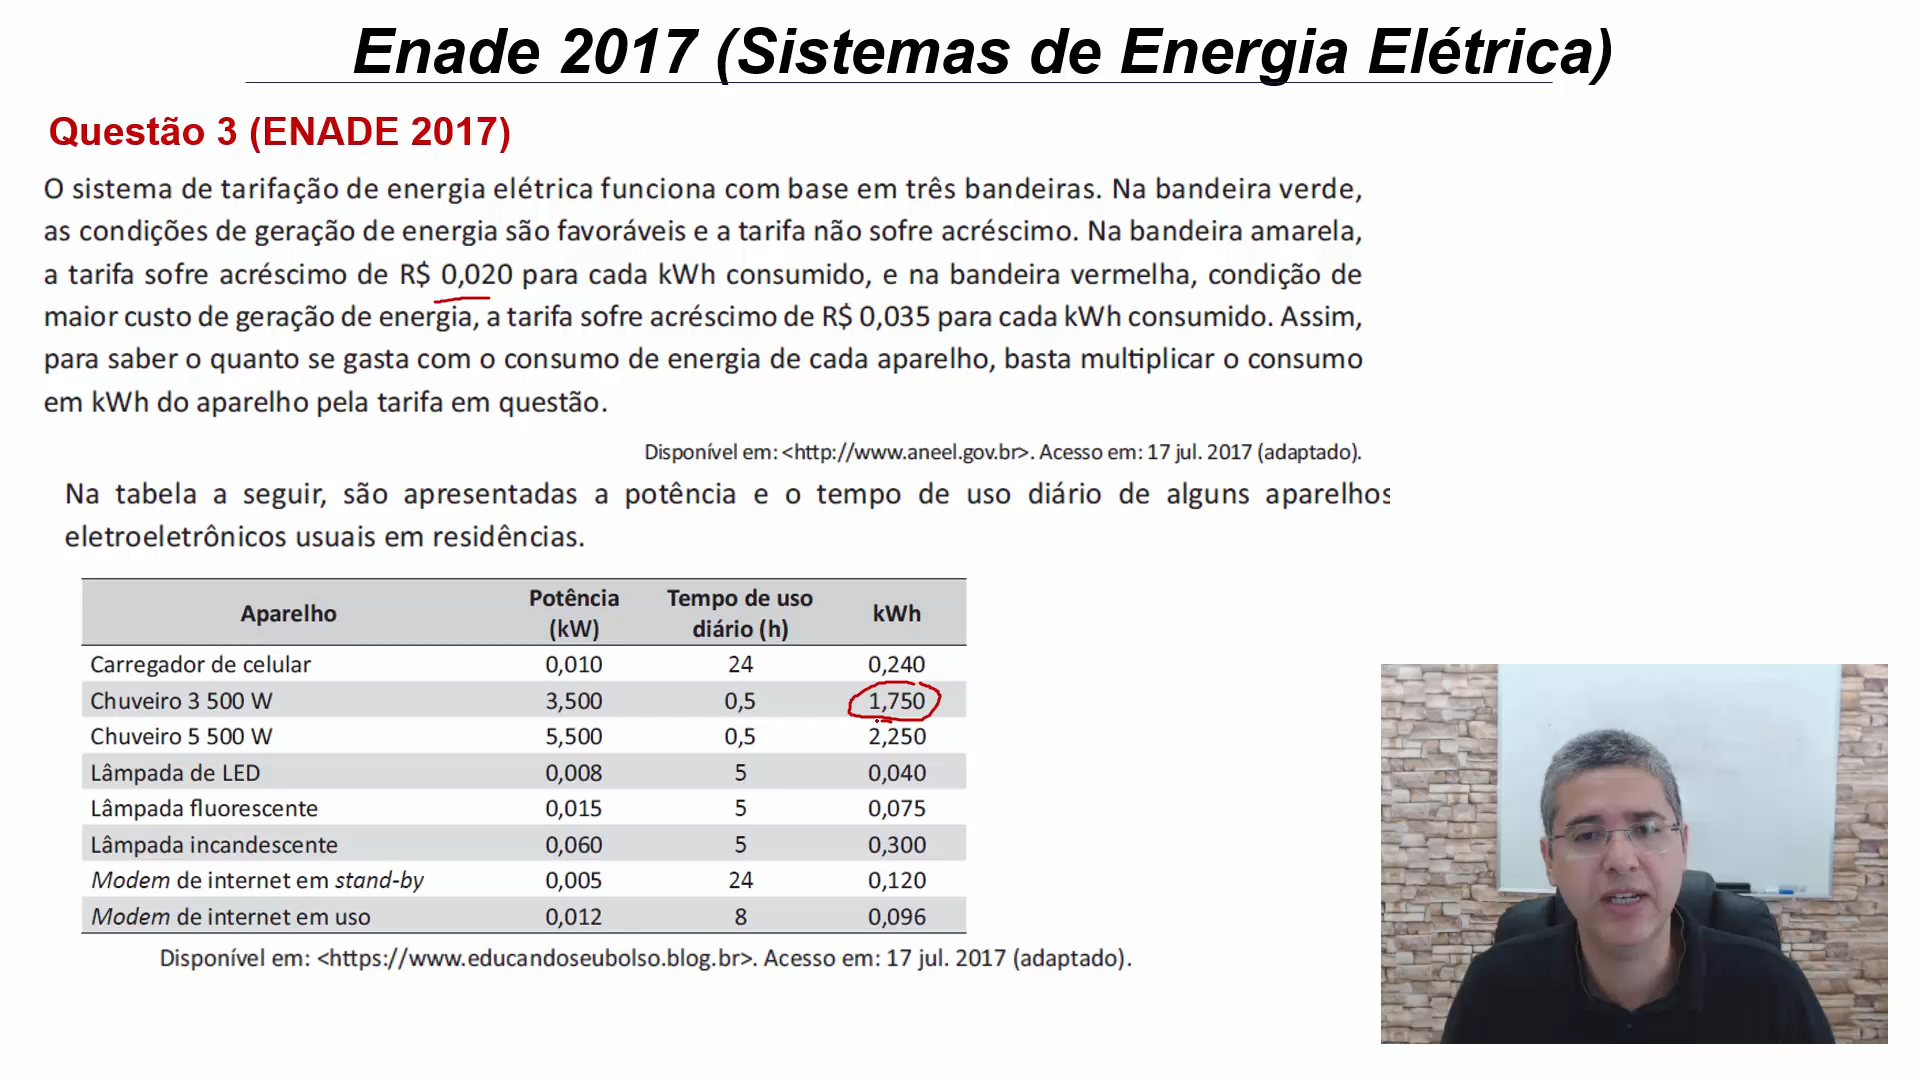 Enade 2017 (Sistemas de Energia Elétrica)
Questão 3 (ENADE 2017)
O sistema de tarifação de energia elétrica funciona com base em três bandeiras. Na bandeira verde,
as condições de geração de energia são favoráveis e a tarifa não sofre acréscimo. Na bandeira amarela,
a tarifa sofre acréscimo de R$ 0,020 para cada kWh consumido, e na bandeira vermelha, condição de
maior custo de geração de energia, a tarifa sofre acréscimo de R$ 0,035 para cada kWh consumido. Assim,
para saber o quanto se gasta com o consumo de energia de cada aparelho, basta multiplicar o consumo
em kWh do aparelho pela tarifa em questão.
Disponível em: <http://www.aneel.gov.br>. Acesso em: 17 jul. 2017 (adaptado).
Na tabela a seguir, são apresentadas a potência e o tempo de uso diário de alguns aparelhos
eletroeletrônicos usuais em residências.
Aparelho Potência (kW) Tempo de uso diário (h) kWh
Carregador de celular 0,010 24 0,240
Chuveiro 3 500 W 3,500 0,5 1,750
Chuveiro 5 500 W 5,500 0,5 2,250
Lâmpada de LED 0,008 5 0,040
Lâmpada fluorescente 0,015 5 0,075
Lâmpada incandescente 0,060 5 0,300
Modem de internet em stand-by 0,005 24 0,120
Modem de internet em uso 0,012 8 0,096
Disponível em: <https://www.educandoseubolso.blog.br>. Acesso em: 17 jul. 2017 (adaptado).